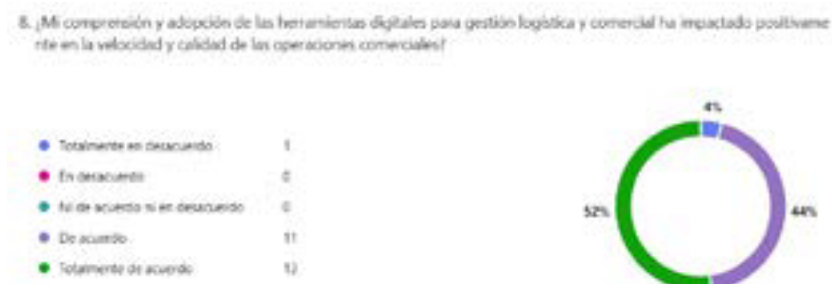 8. ¿Mi comprensión y adopción de las herramientas digitales para gestión logística y comercial ha impactado positivame
nte en la velocidad y calidad de las operaciones comerciales?
4%
Totalmente en desacuerdo 1
En desacuerdo 0
Ni de acuerdo ni en desacuerdo 0
52% 44%
De acuerdo 11
Totalmente de acuerdo 13